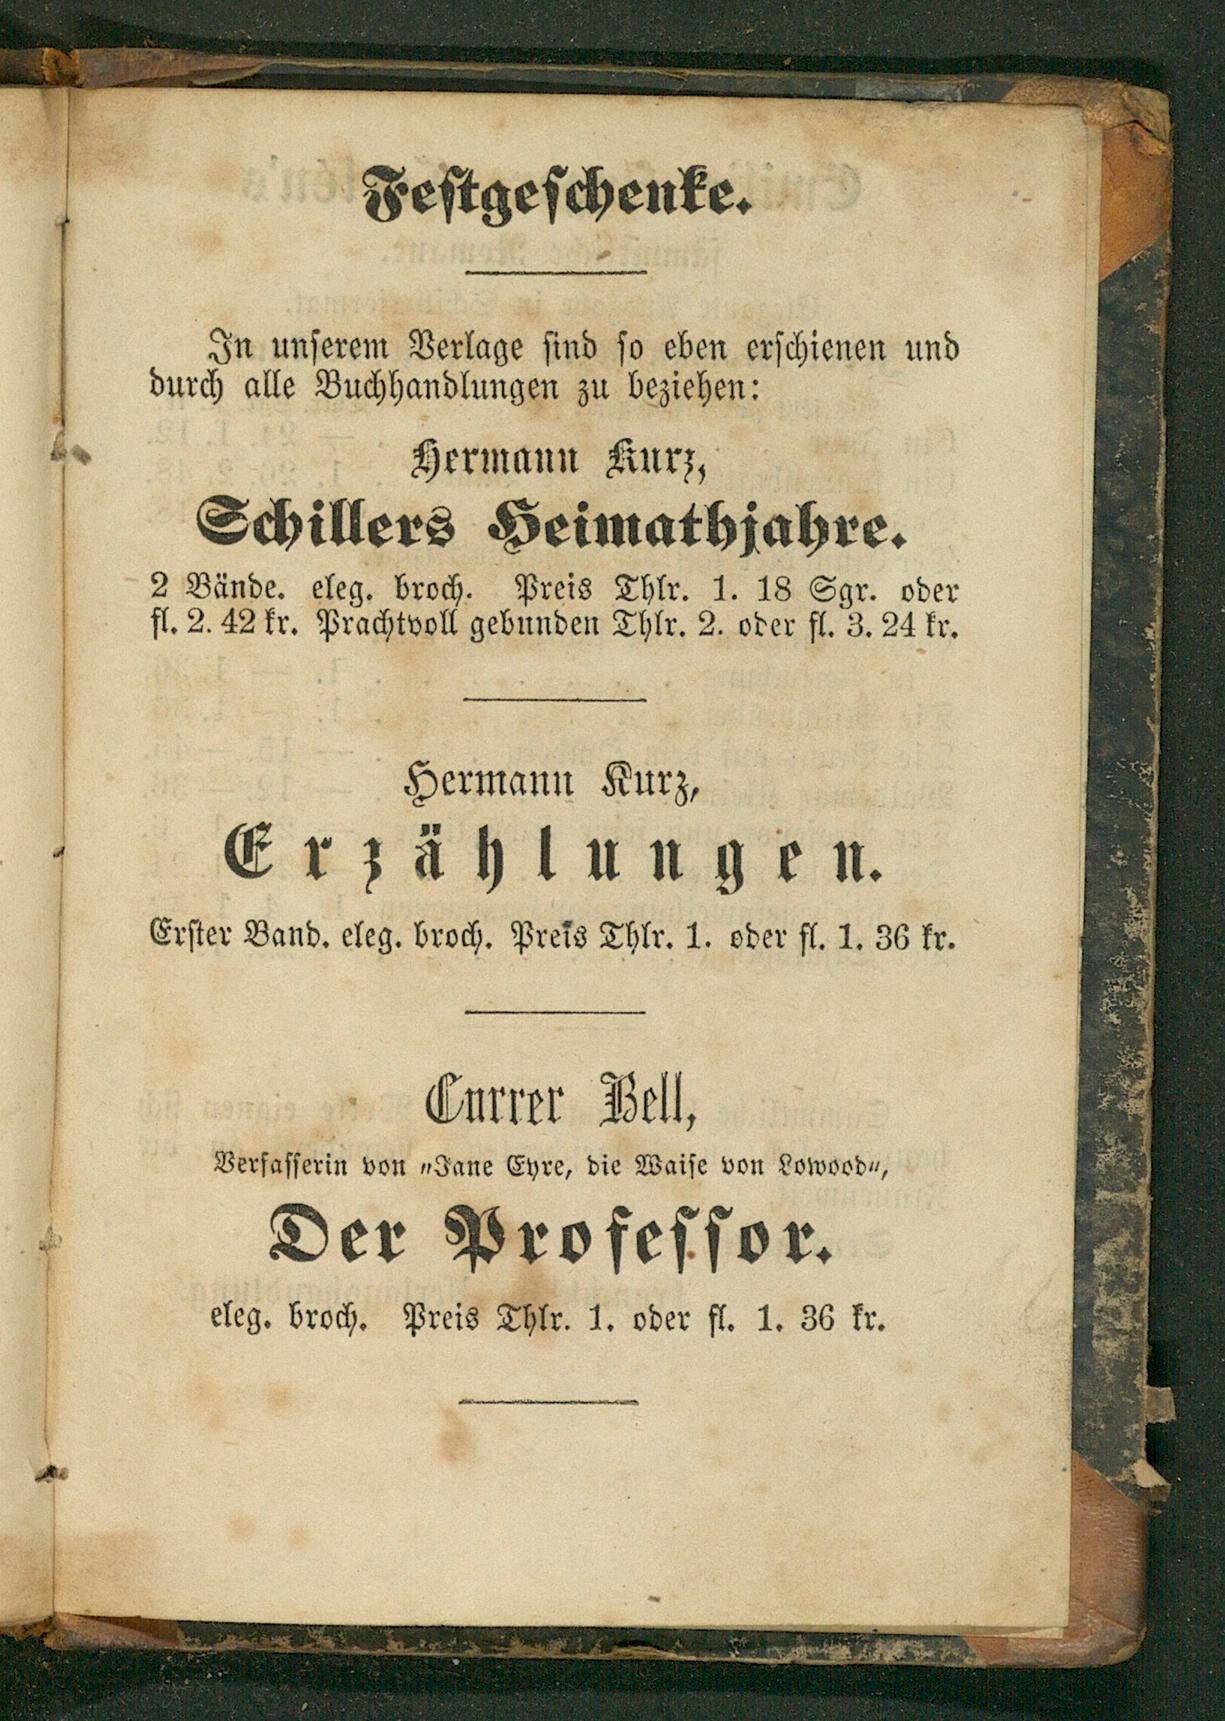 Festgeschenke.
In unserem Verlage sind so eben erschienen und
durch alle Buchhandlungen zu beziehen:
Hermann Kurz,
Schillers Heimathjahre.
2 Bände. eleg. broch. Preis Thlr. 1. 18 Sgr. oder
fl. 2. 42 kr. Prachtvoll gebunden Thlr. 2. oder fl. 3. 24 kr.
Hermann Kurz,
Erzählungen.
Erster Band. eleg. broch. Preis Thlr. 1. oder fl. 1. 36 kr.
Currer Bell,
Verfasserin von „Jane Eyre, die Waise von Lowood„,
Der Professor.
eleg. broch. Preis Thlr. 1. oder fl. 1. 36 kr.